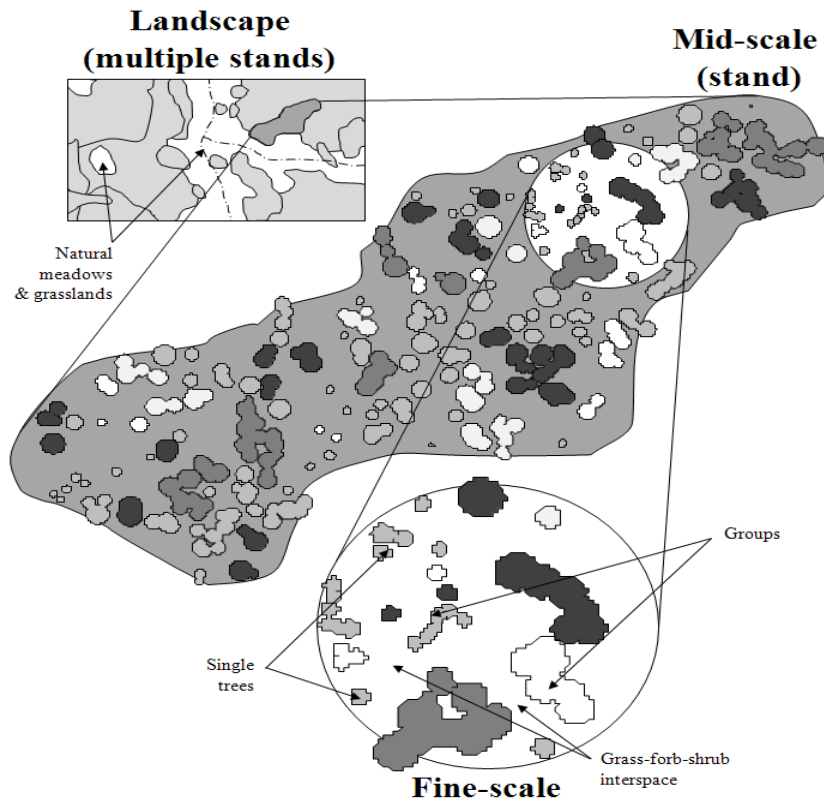 Landscape
(multiple stands)
Mid-scale
(stand)
Natural
meadows
& grasslands
Groups
Single
trees
Grass-forb-shrub
interspace
Fine-scale